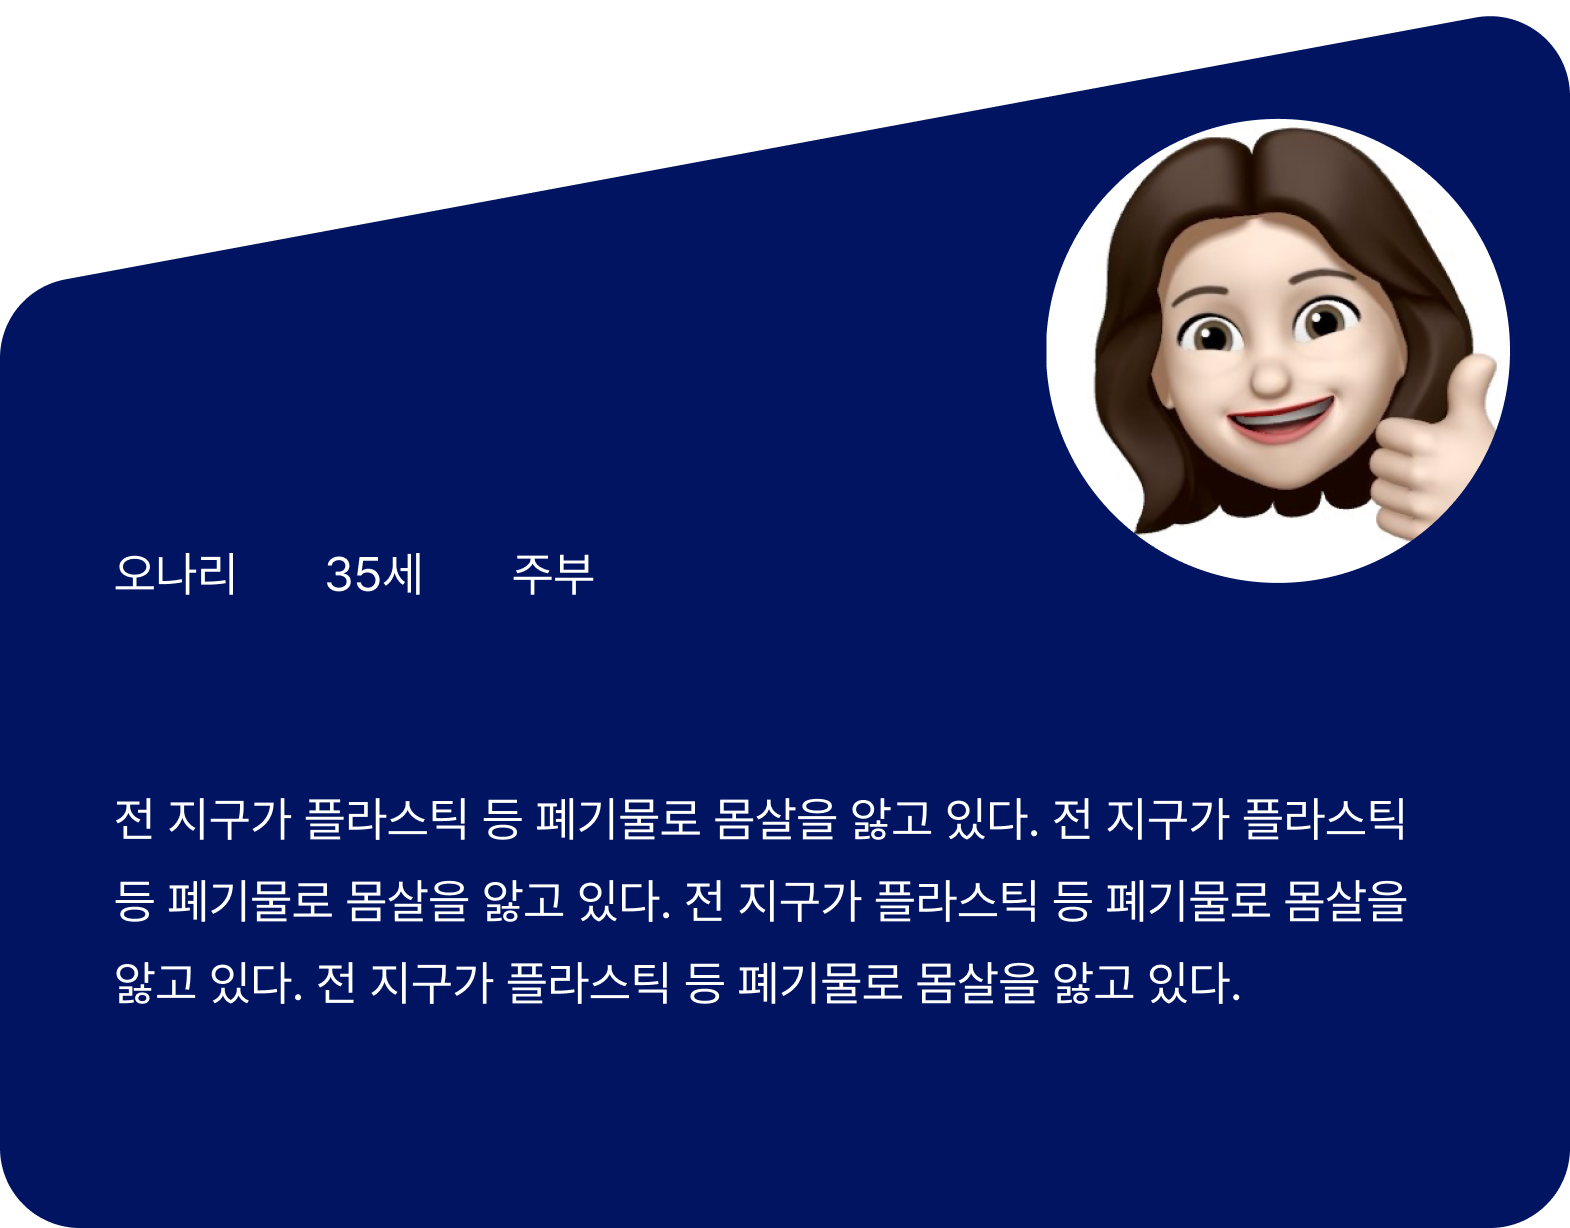 오나리 35세 주부
전 지구가 플라스틱 등 폐기물로 몸살을 앓고 있다. 전 지구가 플라스틱
등 폐기물로 몸살을 앓고 있다. 전 지구가 플라스틱 등 폐기물로 몸살을
앓고 있다. 전 지구가 플라스틱 등 폐기물로 몸살을 앓고 있다.